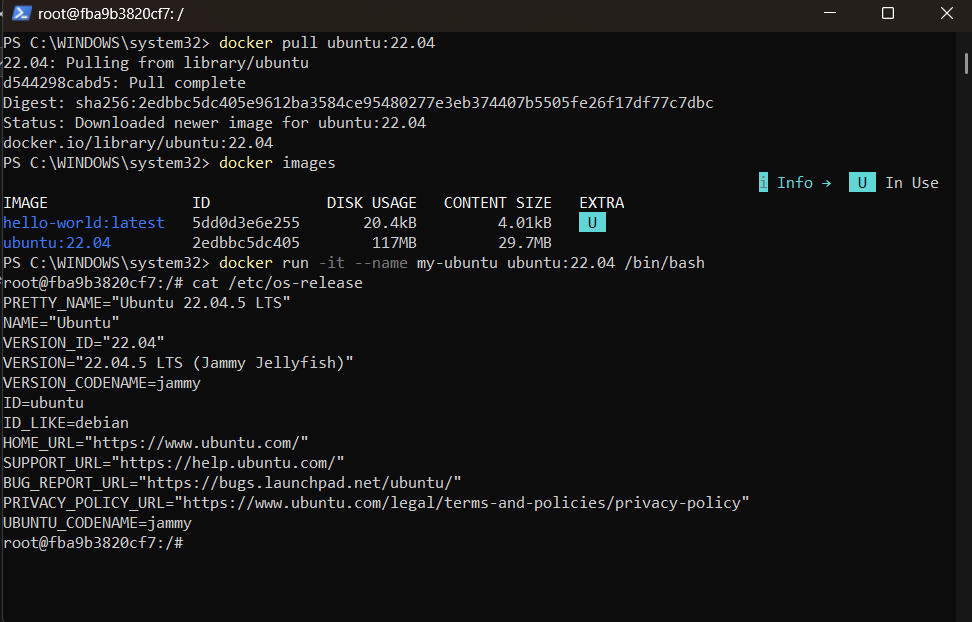 root@fba9b3820cf7: /
PS C:\WINDOWS\system32> docker pull ubuntu:22.04
22.04: Pulling from library/ubuntu
d544298cabd5: Pull complete
Digest: sha256:2edbbc5dc405e9612ba3584ce95480277e3eb374407b5505fe26f17df77c7dbc
Status: Downloaded newer image for ubuntu:22.04
docker.io/library/ubuntu:22.04
PS C:\WINDOWS\system32> docker images
i Info → U In Use
IMAGE ID DISK USAGE CONTENT SIZE EXTRA
hello-world:latest 5dd0d3e6e255 20.4kB 4.01kB U
ubuntu:22.04 2edbbc5dc405 117MB 29.7MB
PS C:\WINDOWS\system32> docker run -it --name my-ubuntu ubuntu:22.04 /bin/bash
root@fba9b3820cf7:/# cat /etc/os-release
PRETTY_NAME="Ubuntu 22.04.5 LTS"
NAME="Ubuntu"
VERSION_ID="22.04"
VERSION="22.04.5 LTS (Jammy Jellyfish)"
VERSION_CODENAME=jammy
ID=ubuntu
ID_LIKE=debian
HOME_URL="https://www.ubuntu.com/"
SUPPORT_URL="https://help.ubuntu.com/"
BUG_REPORT_URL="https://bugs.launchpad.net/ubuntu/"
PRIVACY_POLICY_URL="https://www.ubuntu.com/legal/terms-and-policies/privacy-policy"
UBUNTU_CODENAME=jammy
root@fba9b3820cf7:/#